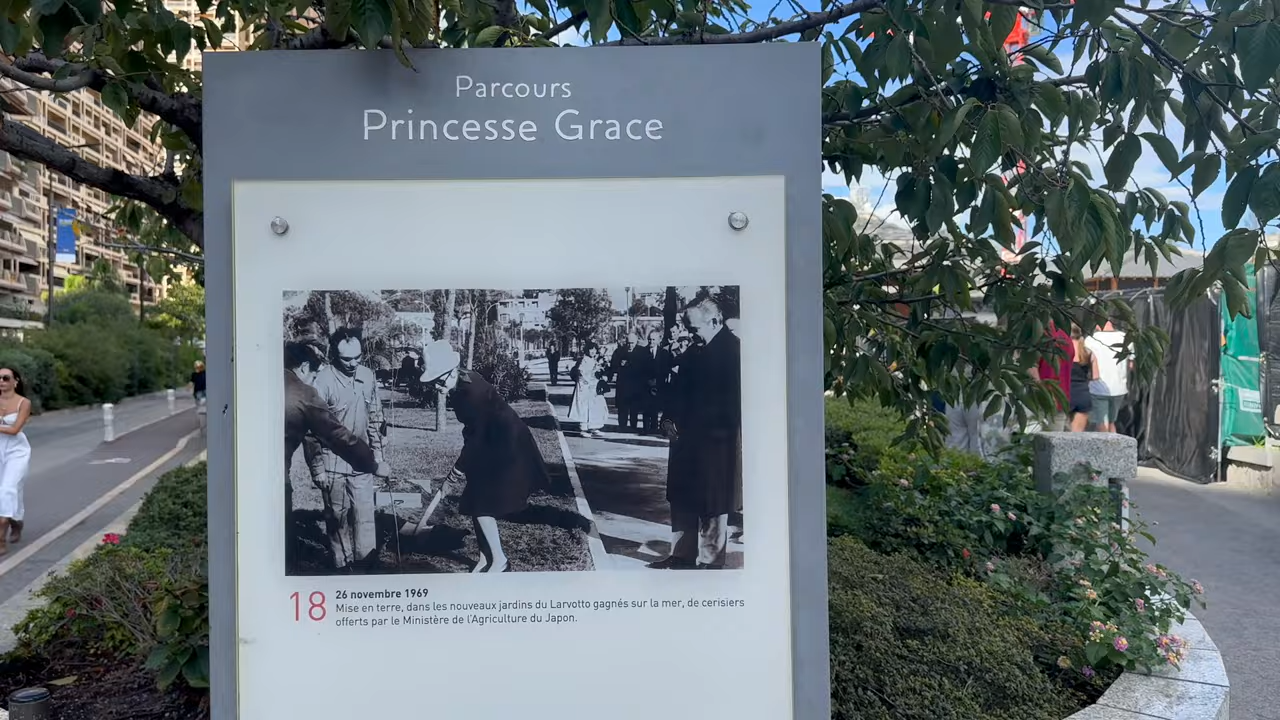 Parcours
Princesse Grace
18
26 novembre 1969
Mise en terre, dans les nouveaux jardins du Larvotto gagnés sur la mer, de cerisiers
offerts par le Ministère de l'Agriculture du Japon.